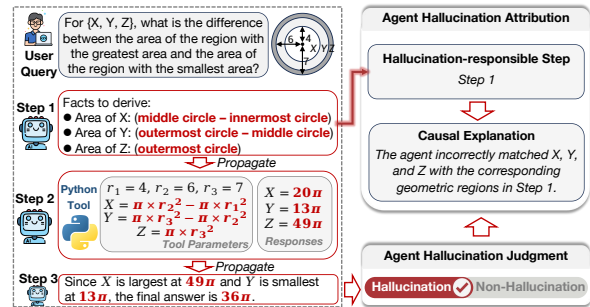 User
Query
For {X, Y, Z}, what is the difference
between the area of the region with
the greatest area and the area of
the region with the smallest area?
6
4
X Y Z
7
Step 1
Facts to derive:
● Area of X: (middle circle – innermost circle)
● Area of Y: (outermost circle – middle circle)
● Area of Z: (outermost circle)
Propagate
Step 2
Python
Tool
r₁ = 4, r₂ = 6, r₃ = 7
X = π × r₂² − π × r₁²
Y = π × r₃² − π × r₂²
Z = π × r₃²
Tool Parameters
X = 20π
Y = 13π
Z = 49π
Responses
Propagate
Step 3
Since X is largest at 49π and Y is smallest
at 13π, the final answer is 36π.
Agent Hallucination Attribution
Hallucination-responsible Step
Step 1
Causal Explanation
The agent incorrectly matched X, Y,
and Z with the corresponding
geometric regions in Step 1.
Agent Hallucination Judgment
Hallucination
Non-Hallucination